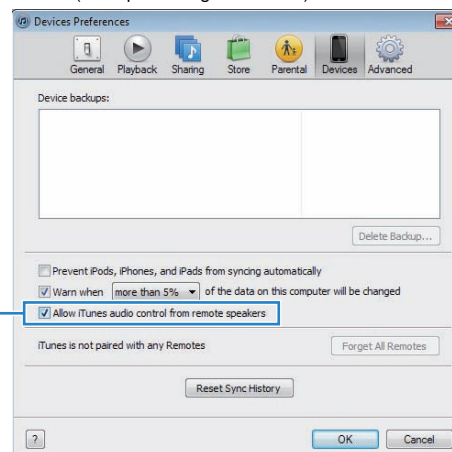 Devices Preferences
General Playback Sharing Store Parental Devices Advanced
Device backups:
Delete Backup...
Prevent iPods, iPhones, and iPads from syncing automatically
Warn when more than 5% of the data on this computer will be changed
Allow iTunes audio control from remote speakers
iTunes is not paired with any Remotes
Forget All Remotes
Reset Sync History
? OK Cancel